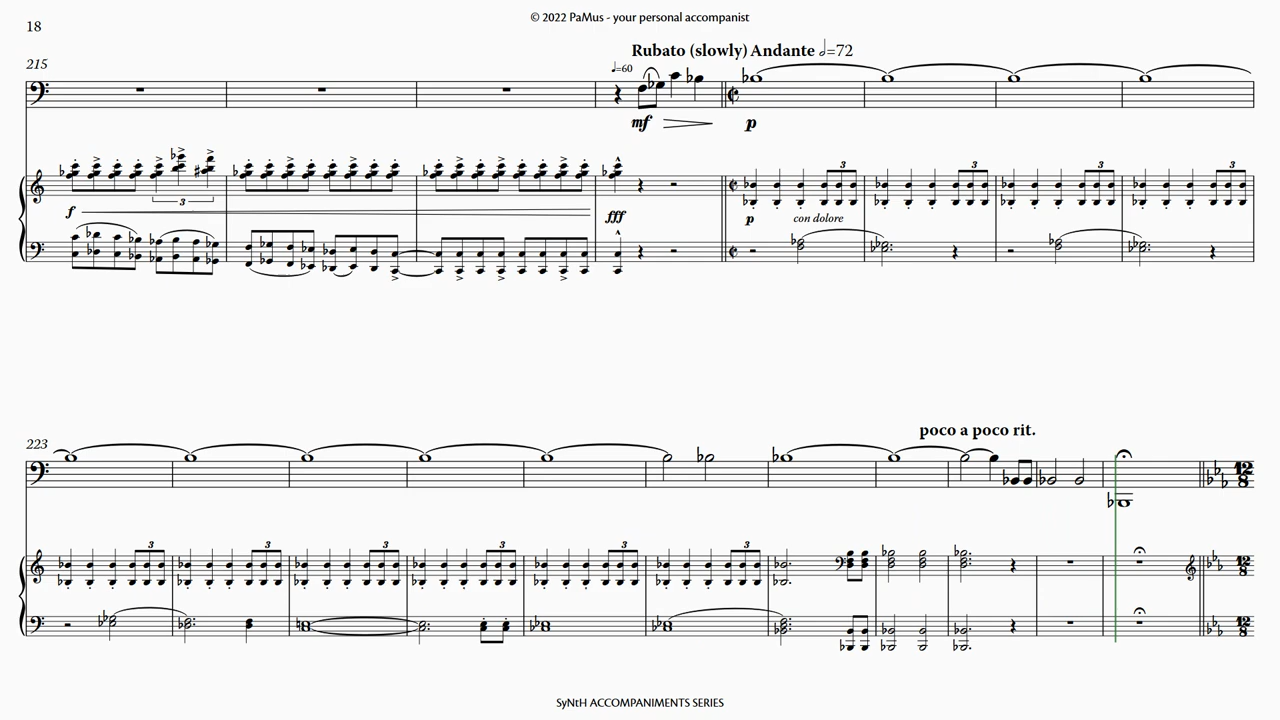 © 2022 PaMus - your personal accompanist
18
Rubato (slowly) Andante 𝅗𝅥=72
215
♩=60
mf
p
3
3
3
3
f
3
fff
p
con dolore
poco a poco rit.
223
12
8
3
3
3
3
3
3
12
8
12
8
SyNtH ACCOMPANIMENTS SERIES